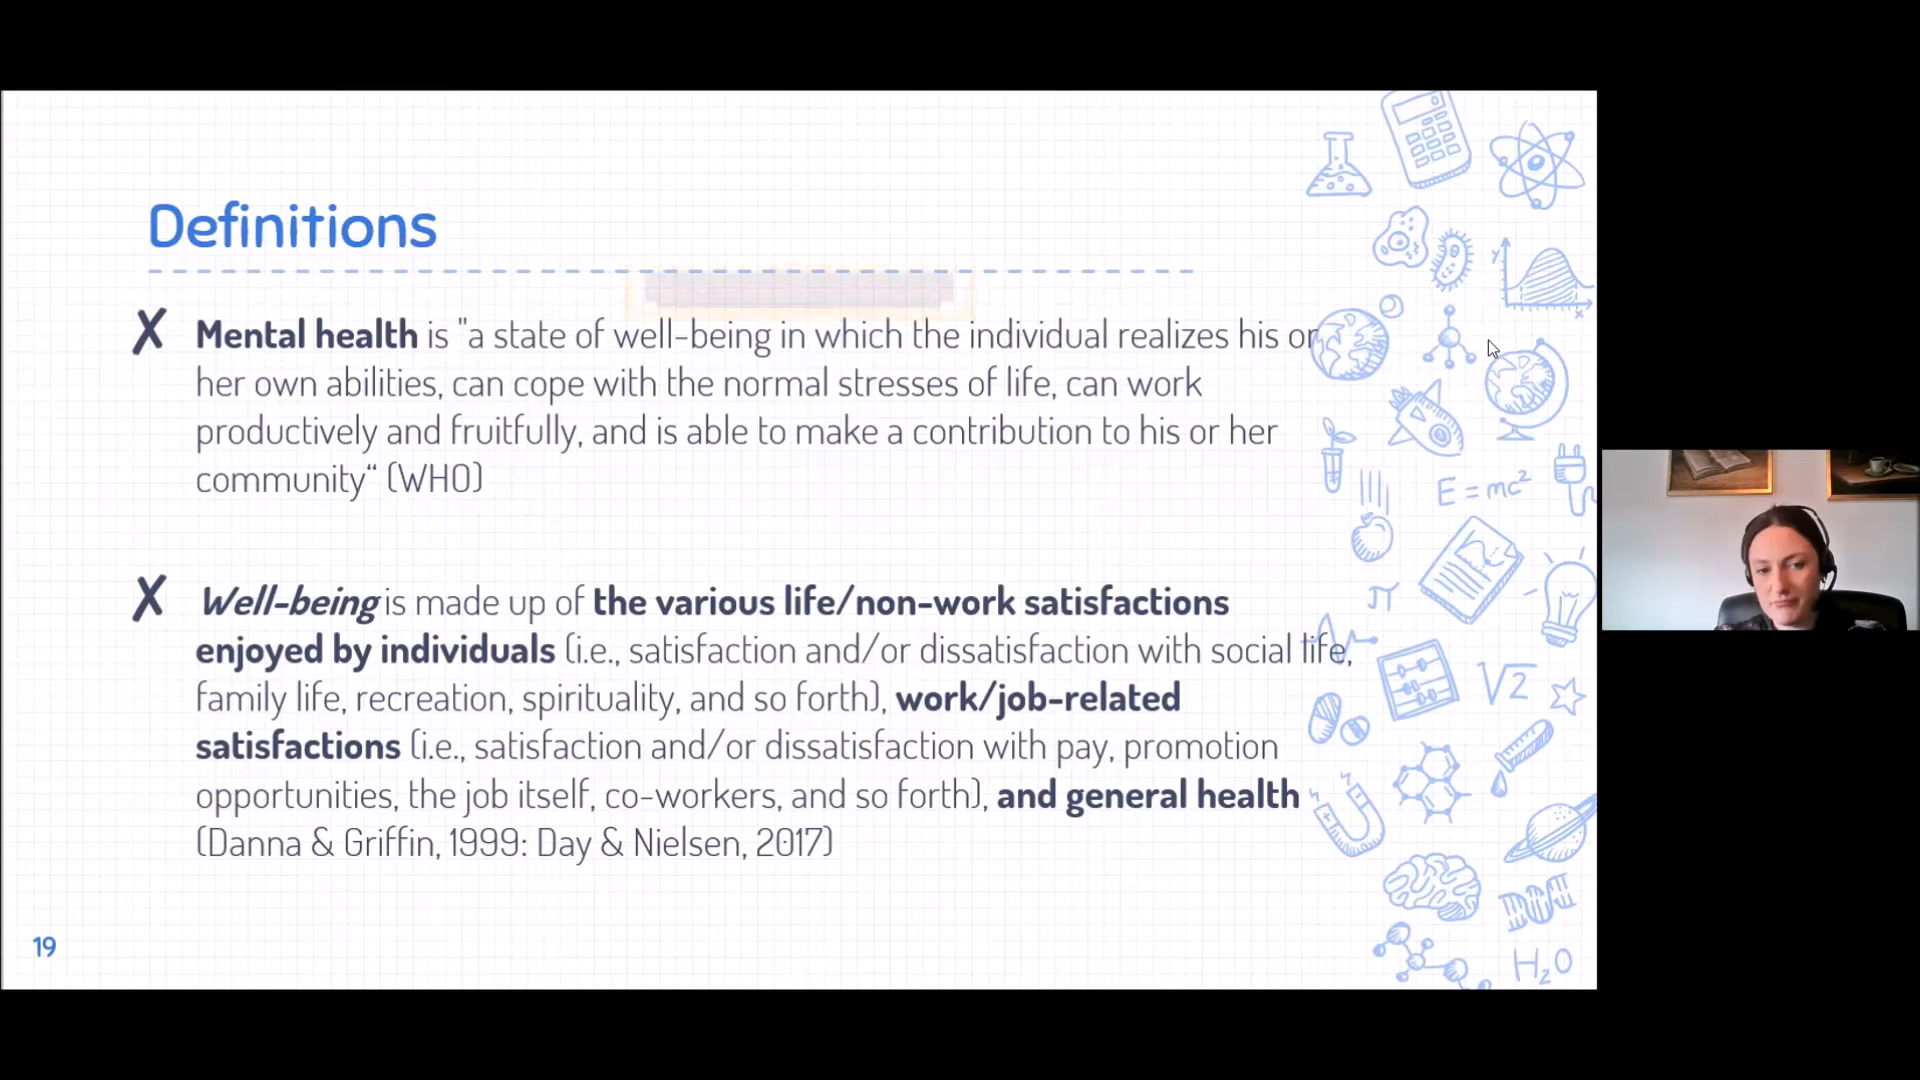 Definitions
✗ Mental health is "a state of well-being in which the individual realizes his or
her own abilities, can cope with the normal stresses of life, can work
productively and fruitfully, and is able to make a contribution to his or her
community“ (WHO)
✗ Well-being is made up of the various life/non-work satisfactions
enjoyed by individuals (i.e., satisfaction and/or dissatisfaction with social life,
family life, recreation, spirituality, and so forth), work/job-related
satisfactions (i.e., satisfaction and/or dissatisfaction with pay, promotion
opportunities, the job itself, co-workers, and so forth), and general health
(Danna & Griffin, 1999: Day & Nielsen, 2017)
19
y
x
E=mc²
π
√2
H₂O